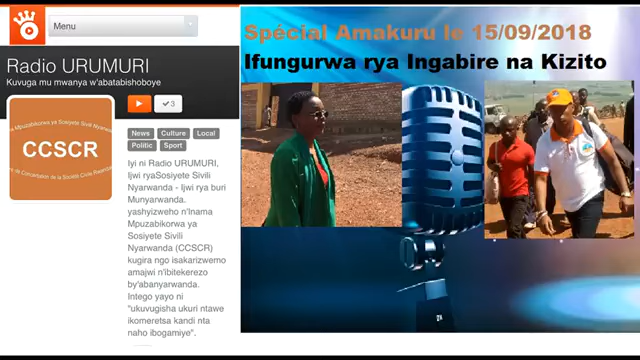 Menu
Radio URUMURI
Kuvuga mu mwanya w'abatabishoboye
3
CCSCR
News Culture Local
Politic Sport
Iyi ni Radio URUMURI,
Ijwi ryaSosiyete Sivili
Nyarwanda - Ijwi rya buri
Munyarwanda.
yashyizweho n'Inama
Mpuzabikorwa ya
Sosiyete Sivili
Nyarwanda (CCSCR)
kugira ngo isakarizwemo
amajwi n'ibitekerezo
by'abanyarwanda.
Intego yayo ni
"ukuvugisha ukuri ntawe
ikomeretsa kandi nta
naho ibogamiye".
Spécial Amakuru le 15/09/2018
Ifungurwa rya Ingabire na Kizito